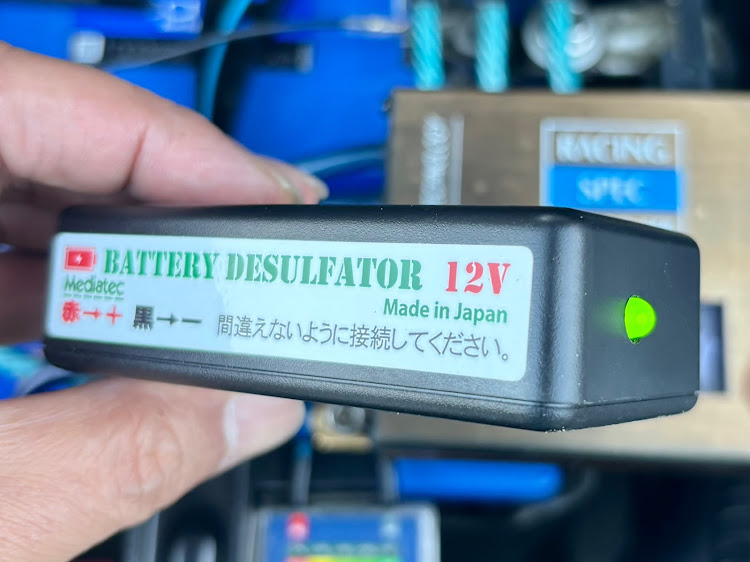 BATTERY DESULFATOR 12V
Mediatec
Made in Japan
赤→+ 黒→− 間違えないように接続してください。
RACING
SPEC